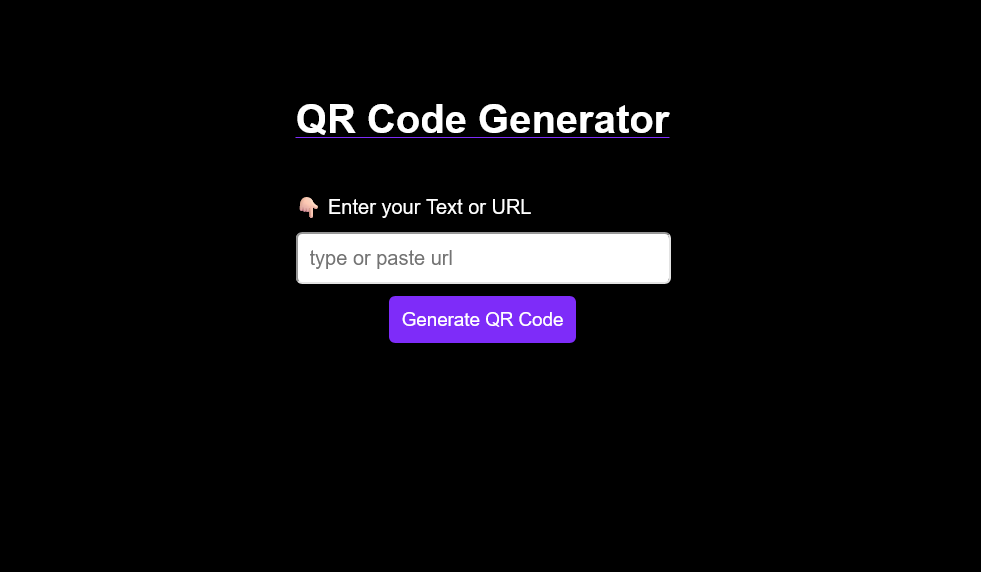 QR Code Generator
👇🏻 Enter your Text or URL
type or paste url
Generate QR Code